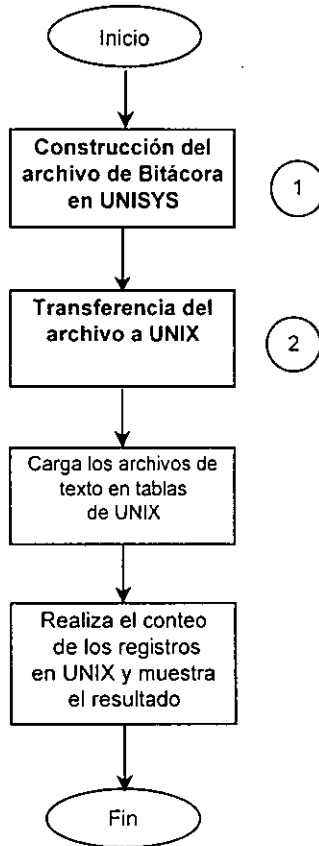 Inicio
Construcción del
archivo de Bitácora
en UNISYS
1
Transferencia del
archivo a UNIX
2
Carga los archivos de
texto en tablas
de UNIX
Realiza el conteo
de los registros
en UNIX y muestra
el resultado
Fin